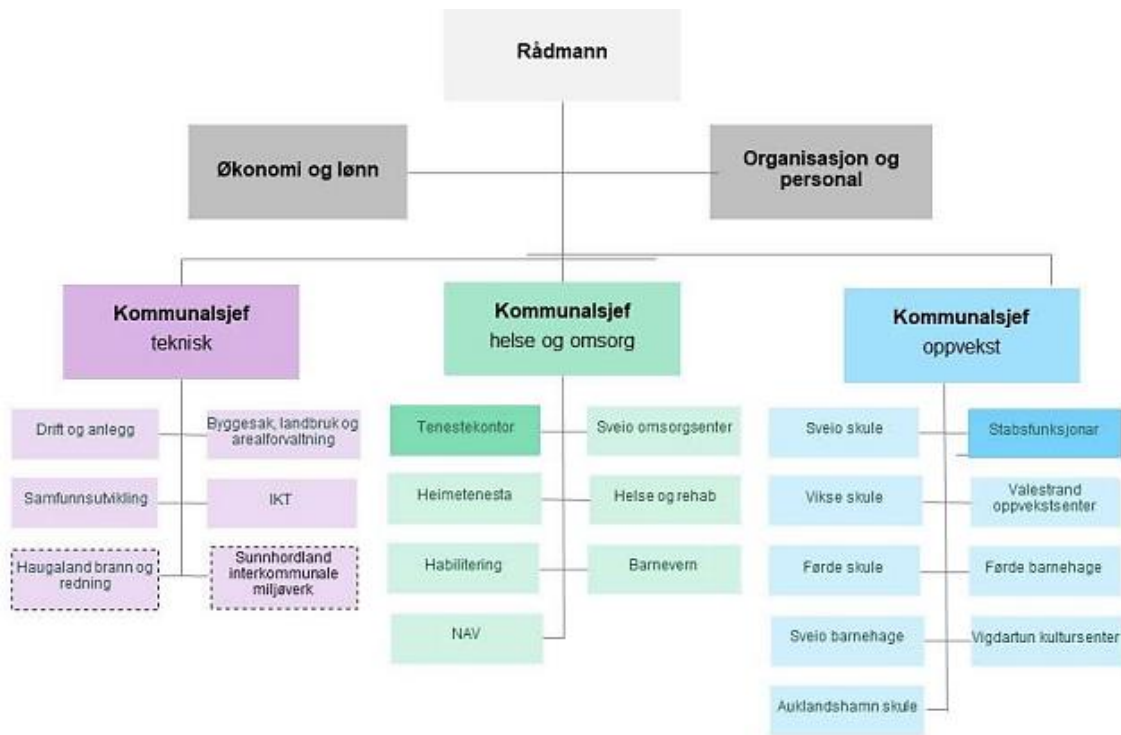 Rådmann
Økonomi og lønn
Organisasjon og
personal
Kommunalsjef
teknisk
Kommunalsjef
helse og omsorg
Kommunalsjef
oppvekst
Drift og anlegg
Byggesak, landbruk og
arealforvaltning
Samfunnsutvikling
IKT
Haugaland brann og
redning
Sunnhordland
interkommunale
miljøverk
Tenestekontor
Sveio omsorgsenter
Heimetenesta
Helse og rehab
Habilitering
Barnevern
NAV
Sveio skule
Stabsfunksjonar
Vikse skule
Valestrand
oppvekstsenter
Førde skule
Førde barnehage
Sveio barnehage
Vigdartun kultursenter
Auklandshamn skule